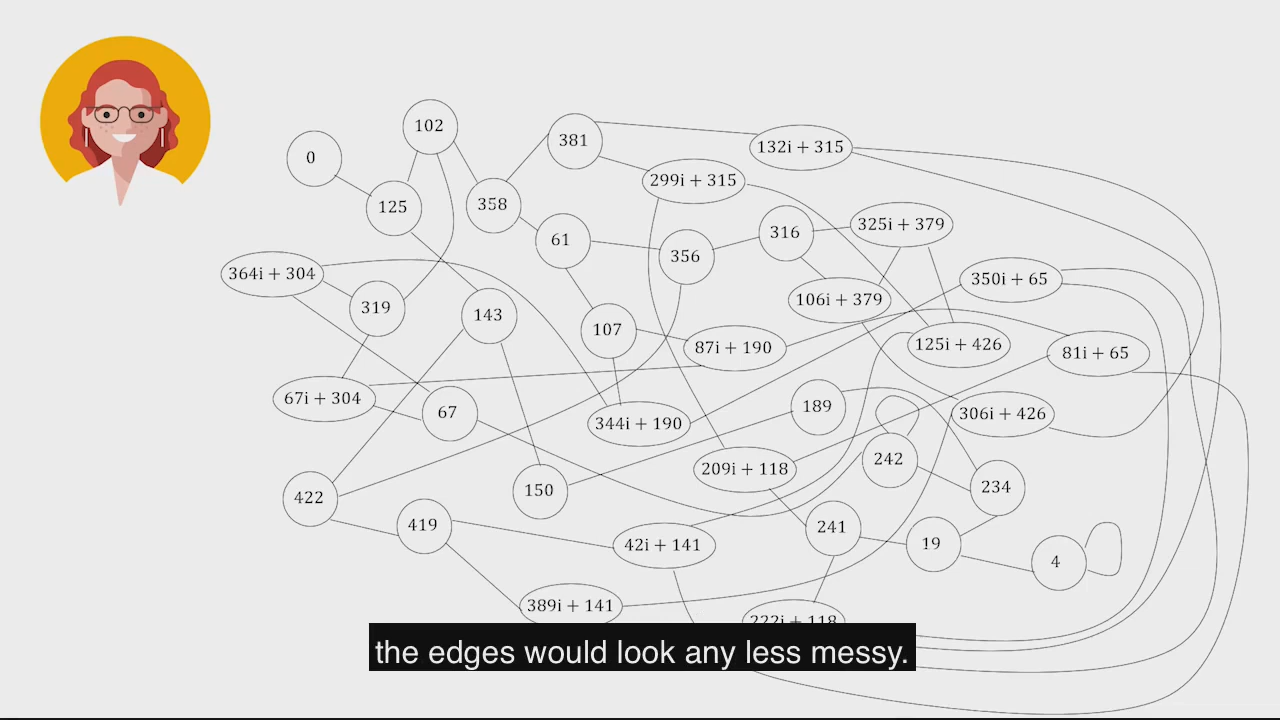 102
381
132i + 315
0
299i + 315
125
358
325i + 379
316
61
356
364i + 304
350i + 65
106i + 379
319
143
107
87i + 190
125i + 426
81i + 65
67i + 304
67
189
344i + 190
306i + 426
242
209i + 118
234
150
422
419
241
42i + 141
19
4
389i + 141
222i + 118
the edges would look any less messy.